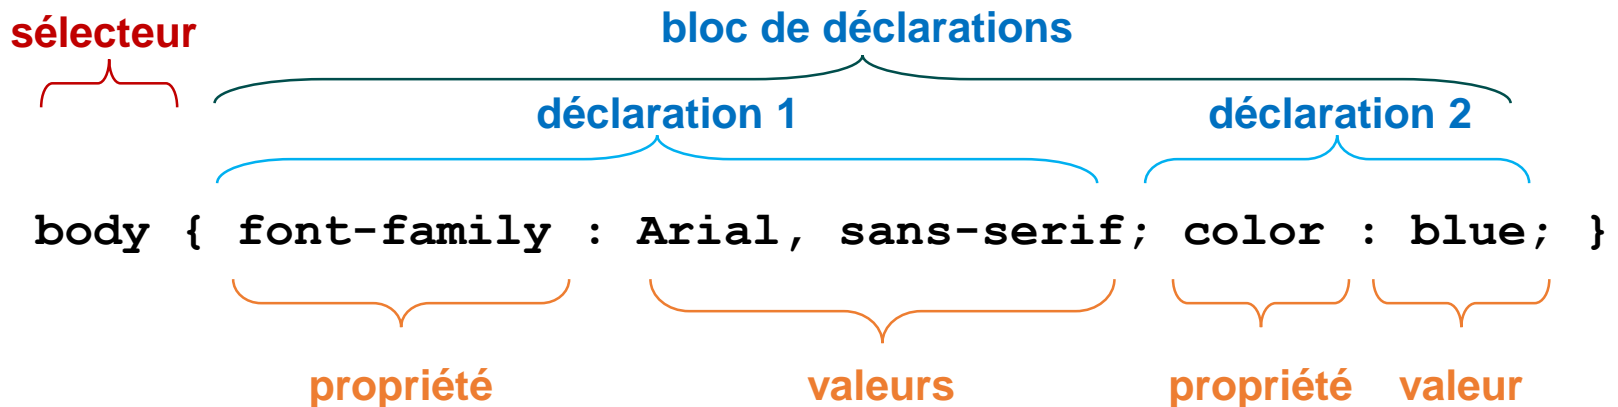 sélecteur bloc de déclarations
déclaration 1 déclaration 2
body { font-family : Arial, sans-serif; color : blue; }
propriété valeurs propriété valeur